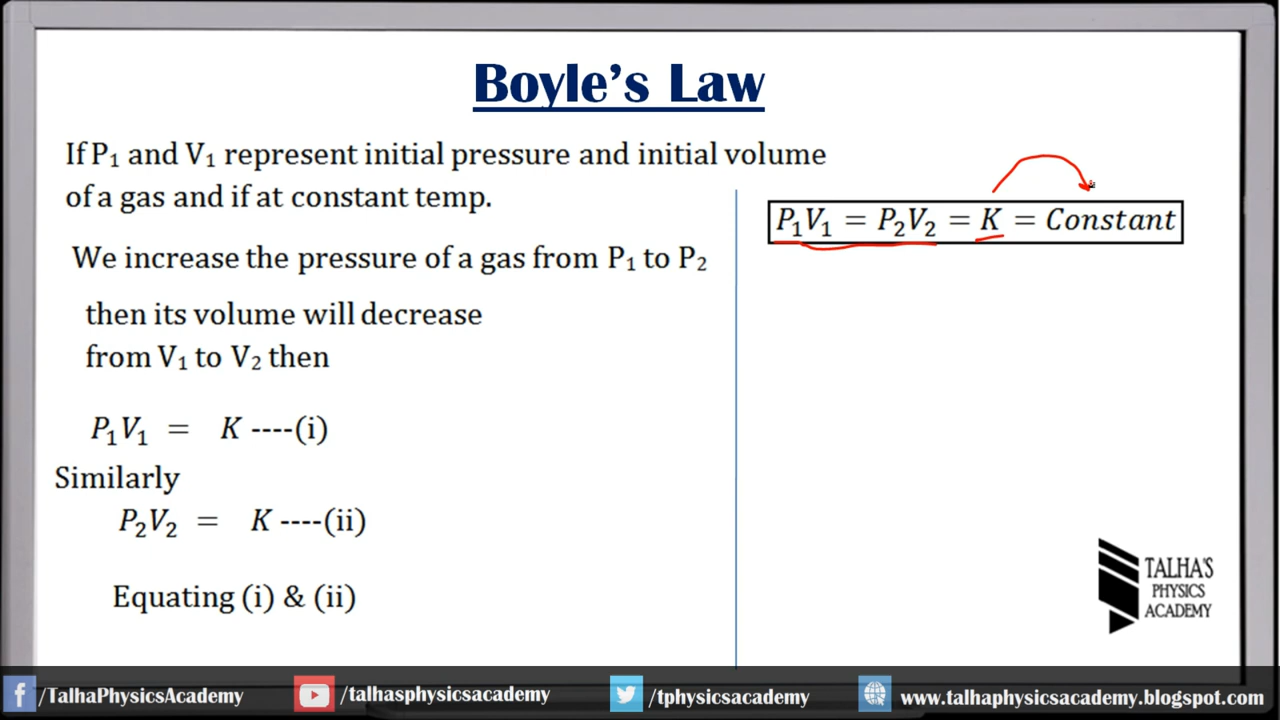 Boyle's Law
If P₁ and V₁ represent initial pressure and initial volume
of a gas and if at constant temp.
We increase the pressure of a gas from P₁ to P₂
then its volume will decrease
from V₁ to V₂ then
P₁V₁ = K ----(i)
Similarly
P₂V₂ = K ----(ii)
Equating (i) & (ii)
P₁V₁ = P₂V₂ = K = Constant
TALHA'S
PHYSICS
ACADEMY
/TalhaPhysicsAcademy
/talhasphysicsacademy
/tphysicsacademy
www.talhaphysicsacademy.blogspot.com